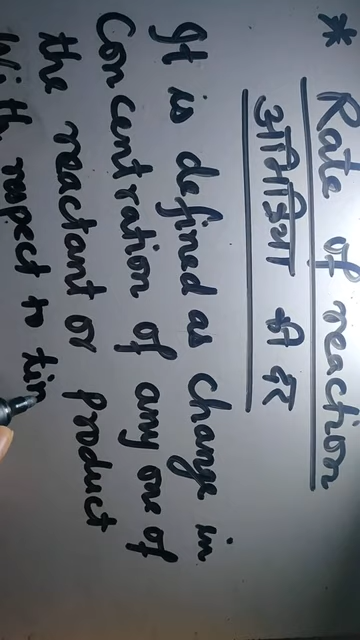 * Rate of reaction
अभिक्रिया की दर
It is defined as change in
Concentration of any one of
the reactant or product
With respect to tim